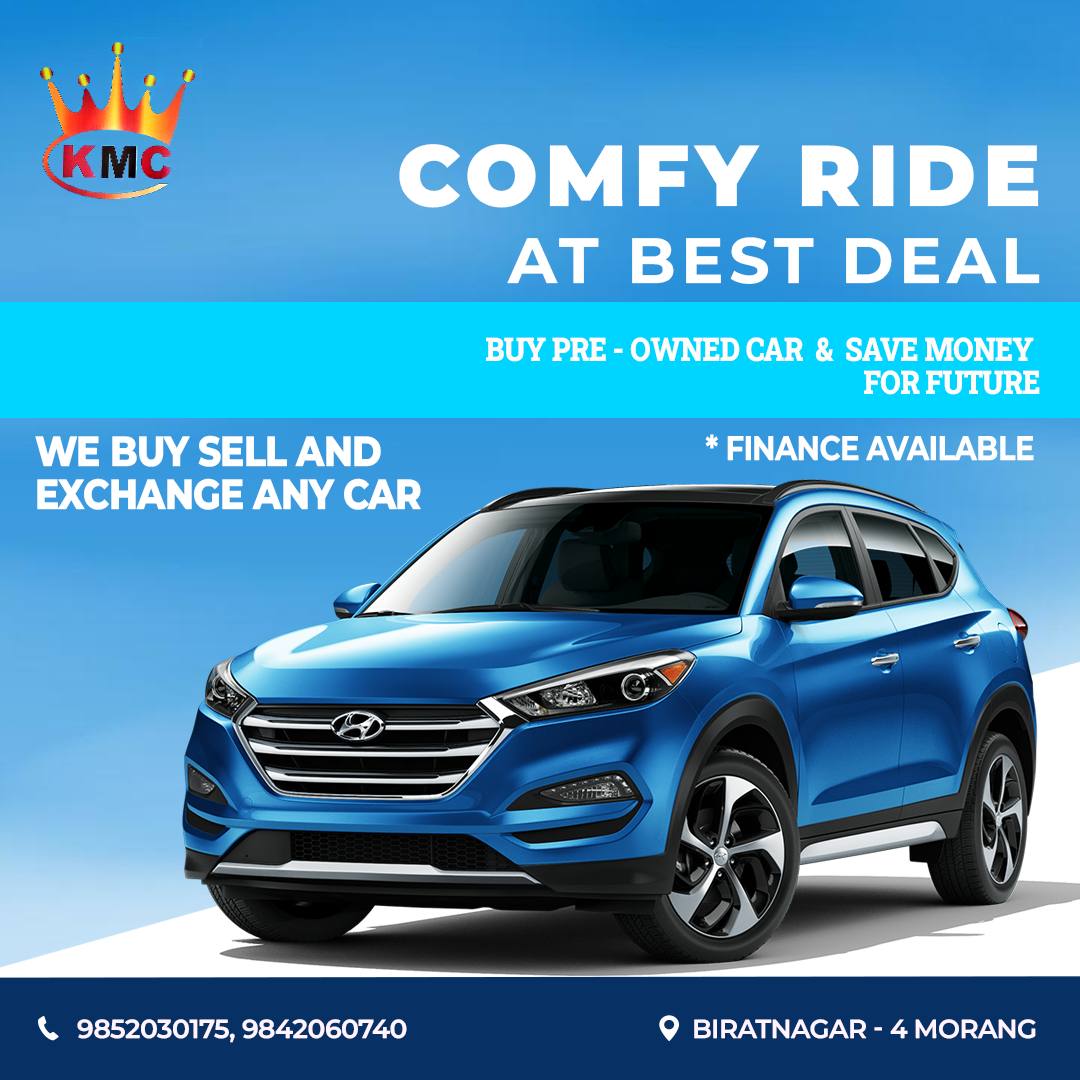 KMC
COMFY RIDE
AT BEST DEAL
BUY PRE - OWNED CAR & SAVE MONEY
FOR FUTURE
WE BUY SELL AND
EXCHANGE ANY CAR
* FINANCE AVAILABLE
9852030175, 9842060740
BIRATNAGAR - 4 MORANG